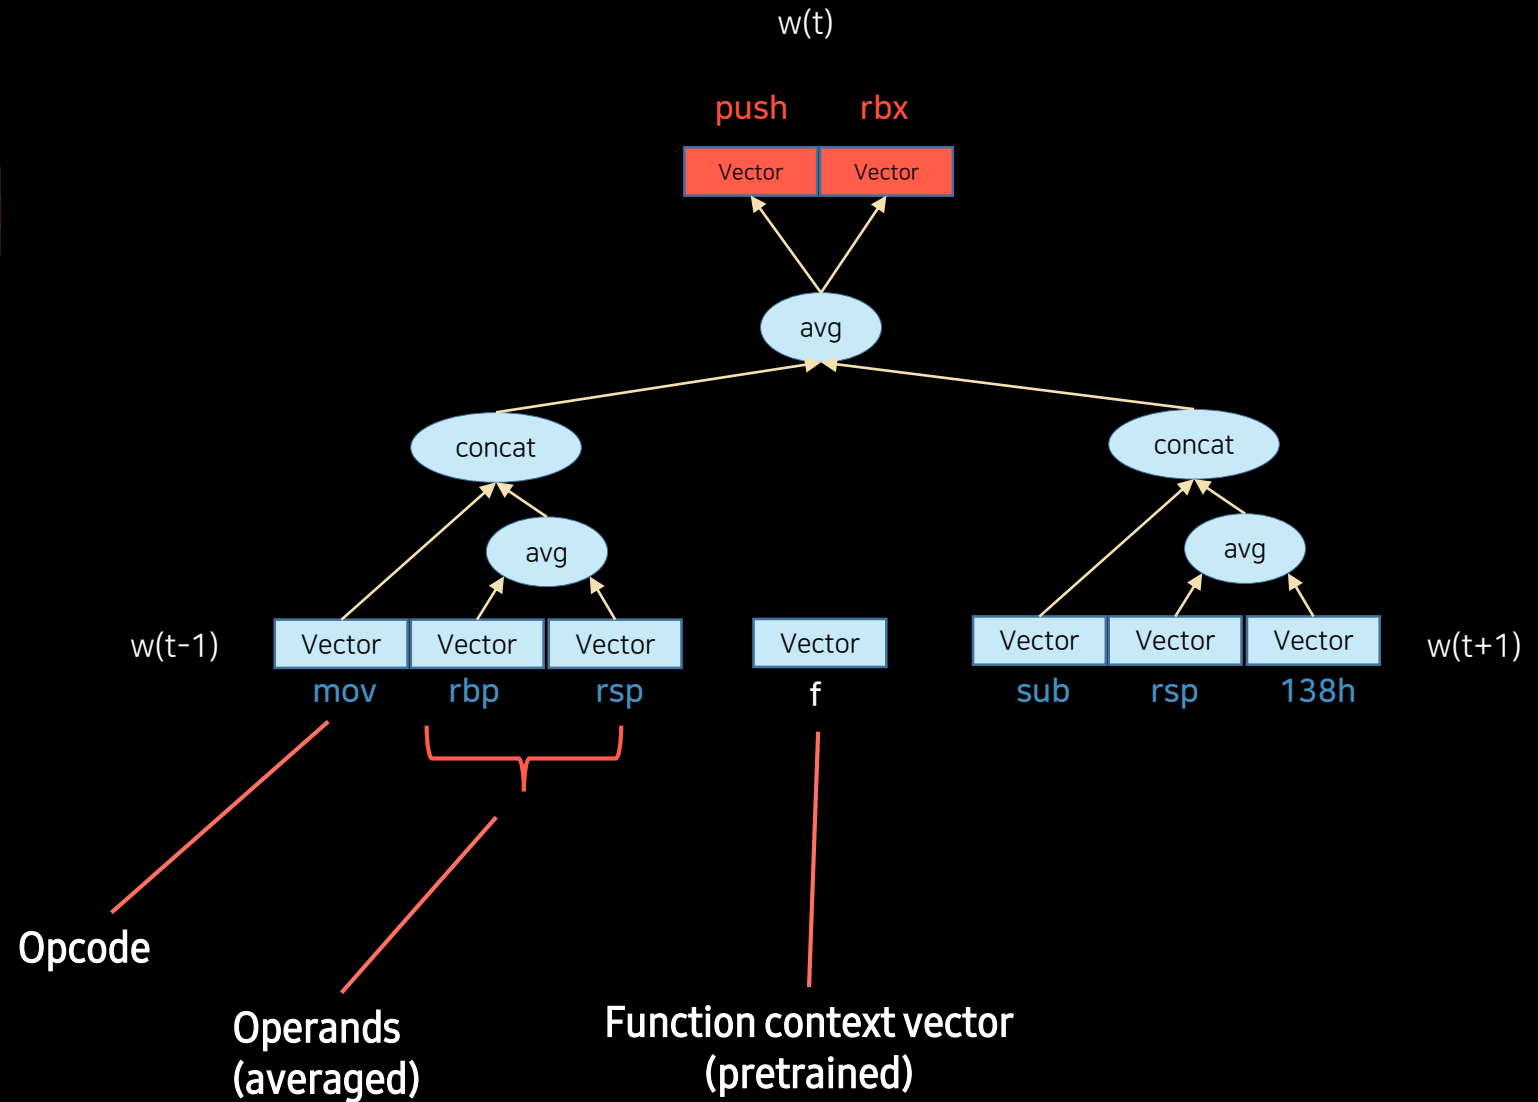 w(t)
push rbx
Vector Vector
avg
concat concat
avg avg
w(t-1) Vector Vector Vector Vector Vector Vector Vector w(t+1)
mov rbp rsp f sub rsp 138h
Opcode
Operands
(averaged)
Function context vector
(pretrained)